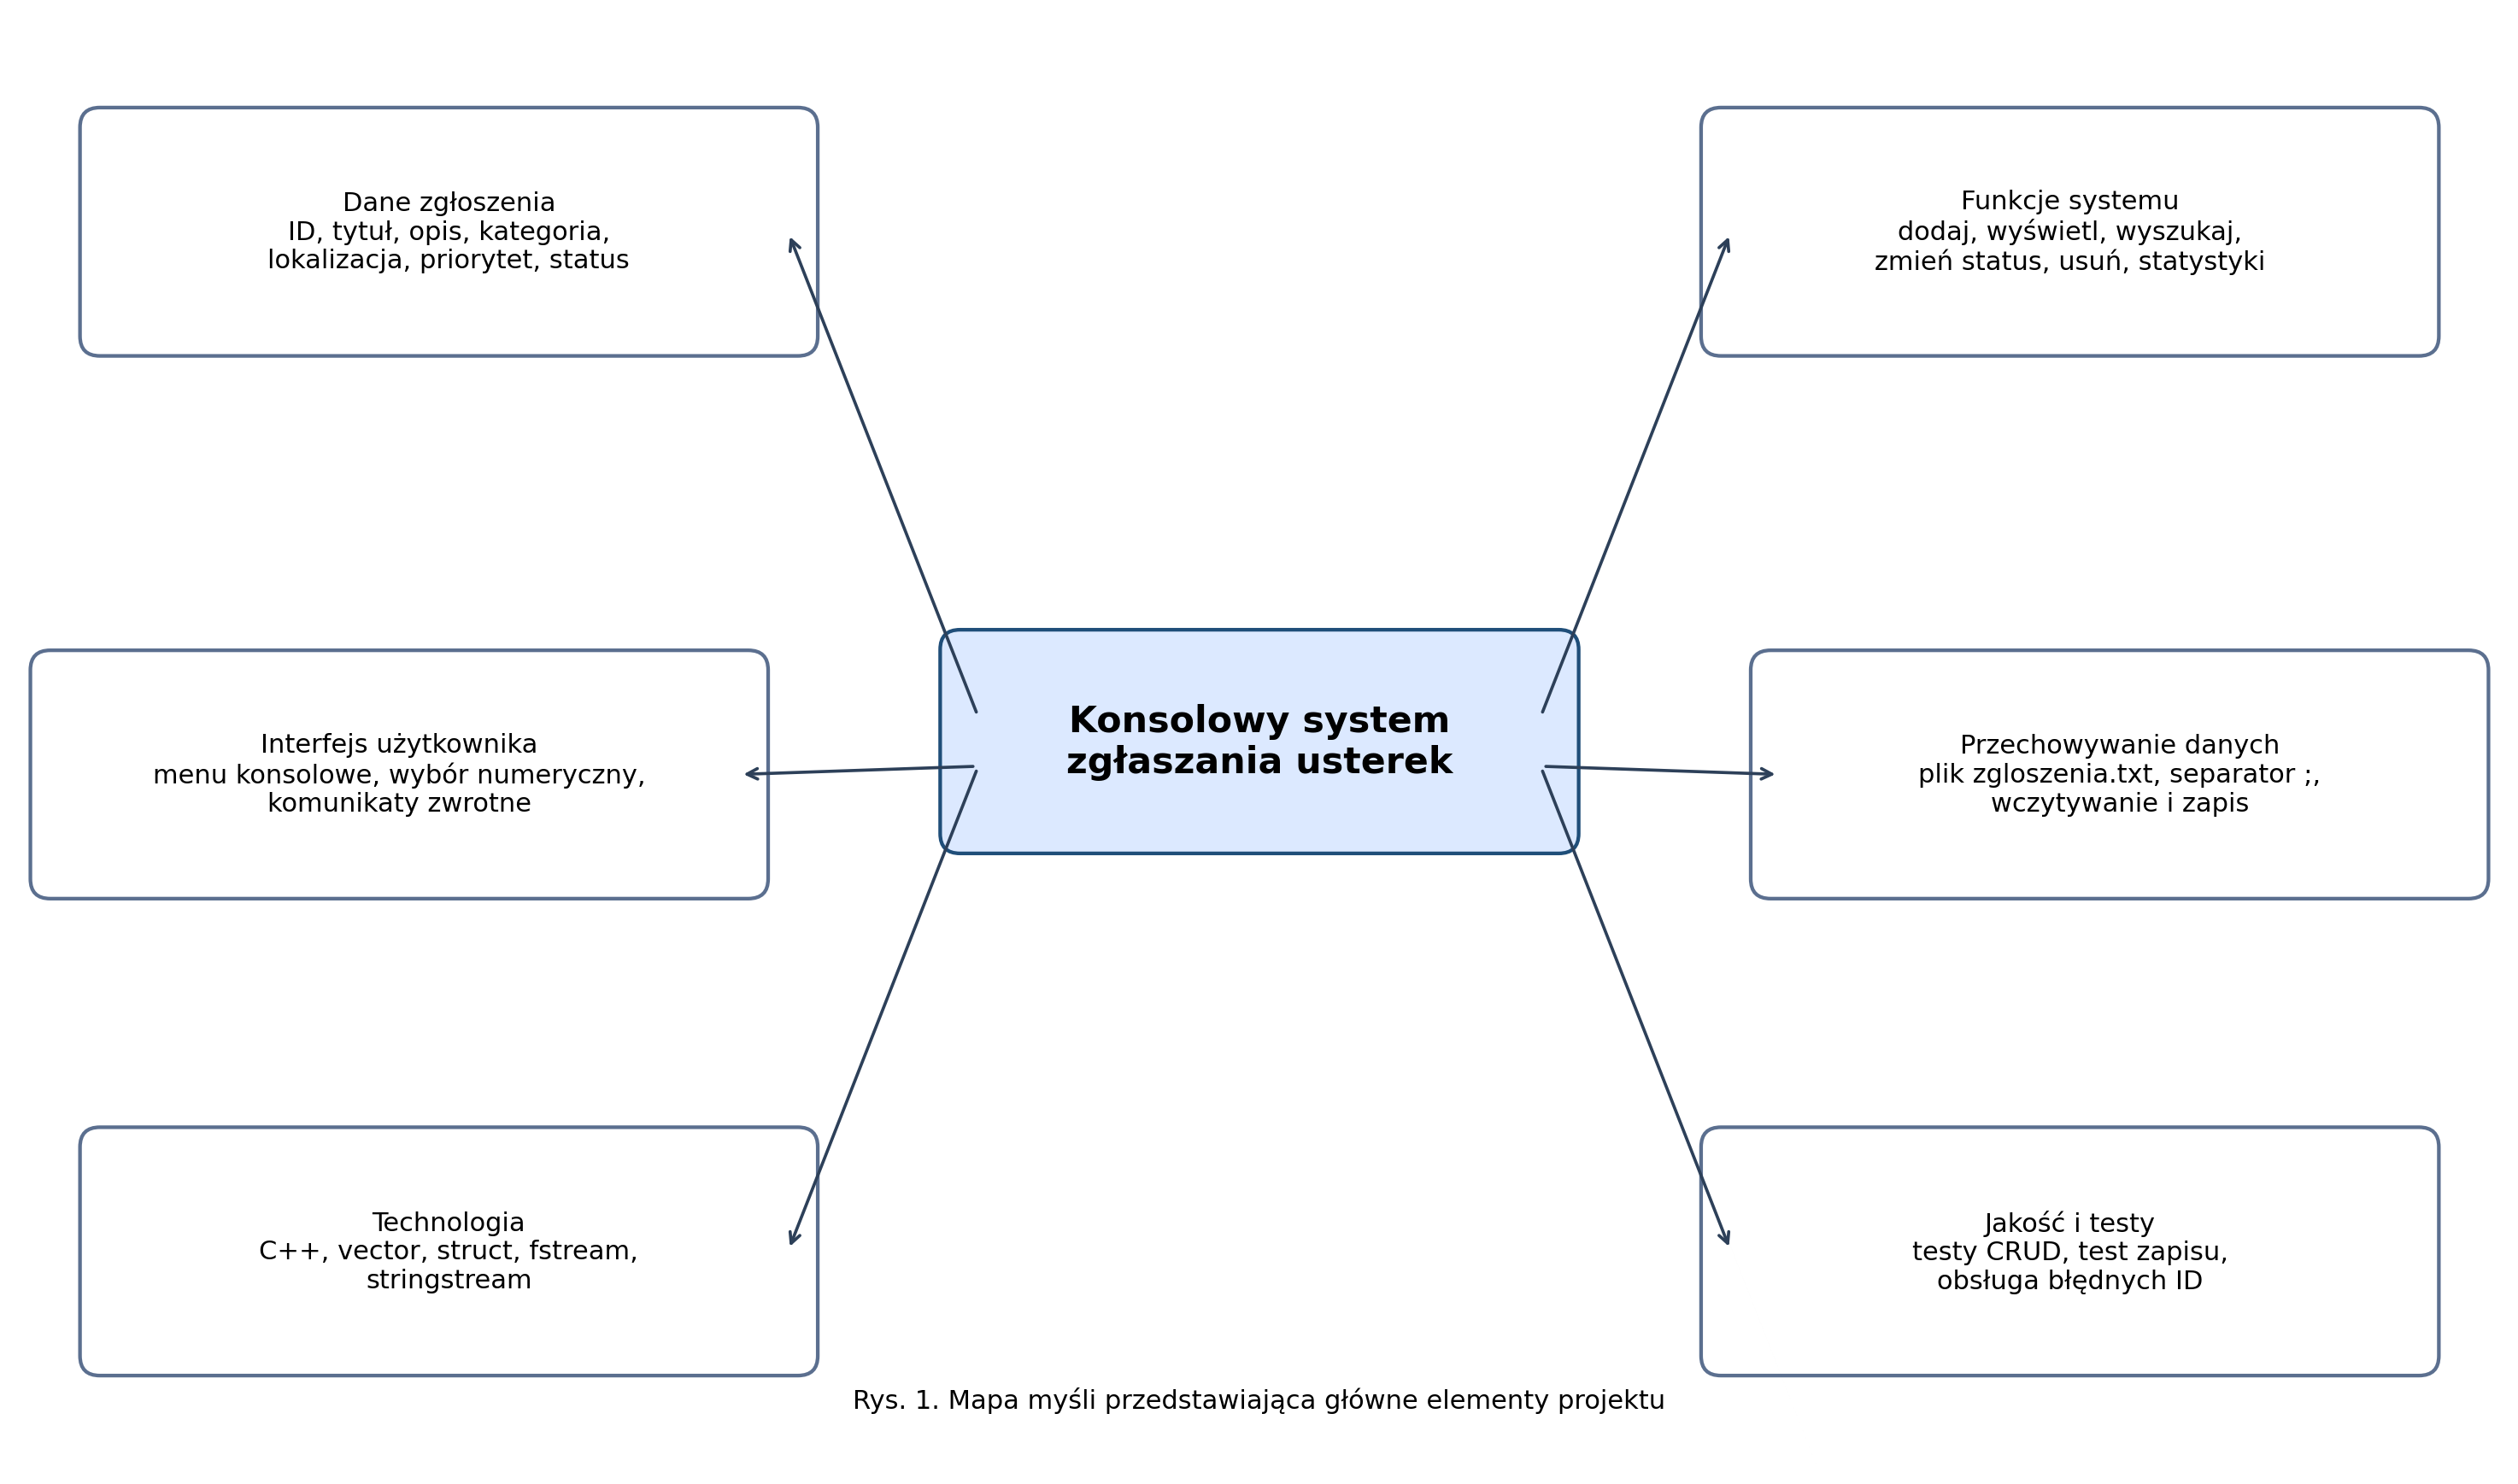 Dane zgłoszenia
ID, tytuł, opis, kategoria,
lokalizacja, priorytet, status
Funkcje systemu
dodaj, wyświetl, wyszukaj,
zmień status, usuń, statystyki
Interfejs użytkownika
menu konsolowe, wybór numeryczny,
komunikaty zwrotne
Konsolowy system
zgłaszania usterek
Przechowywanie danych
plik zgloszenia.txt, separator ;,
wczytywanie i zapis
Technologia
C++, vector, struct, fstream,
stringstream
Jakość i testy
testy CRUD, test zapisu,
obsługa błędnych ID
Rys. 1. Mapa myśli przedstawiająca główne elementy projektu